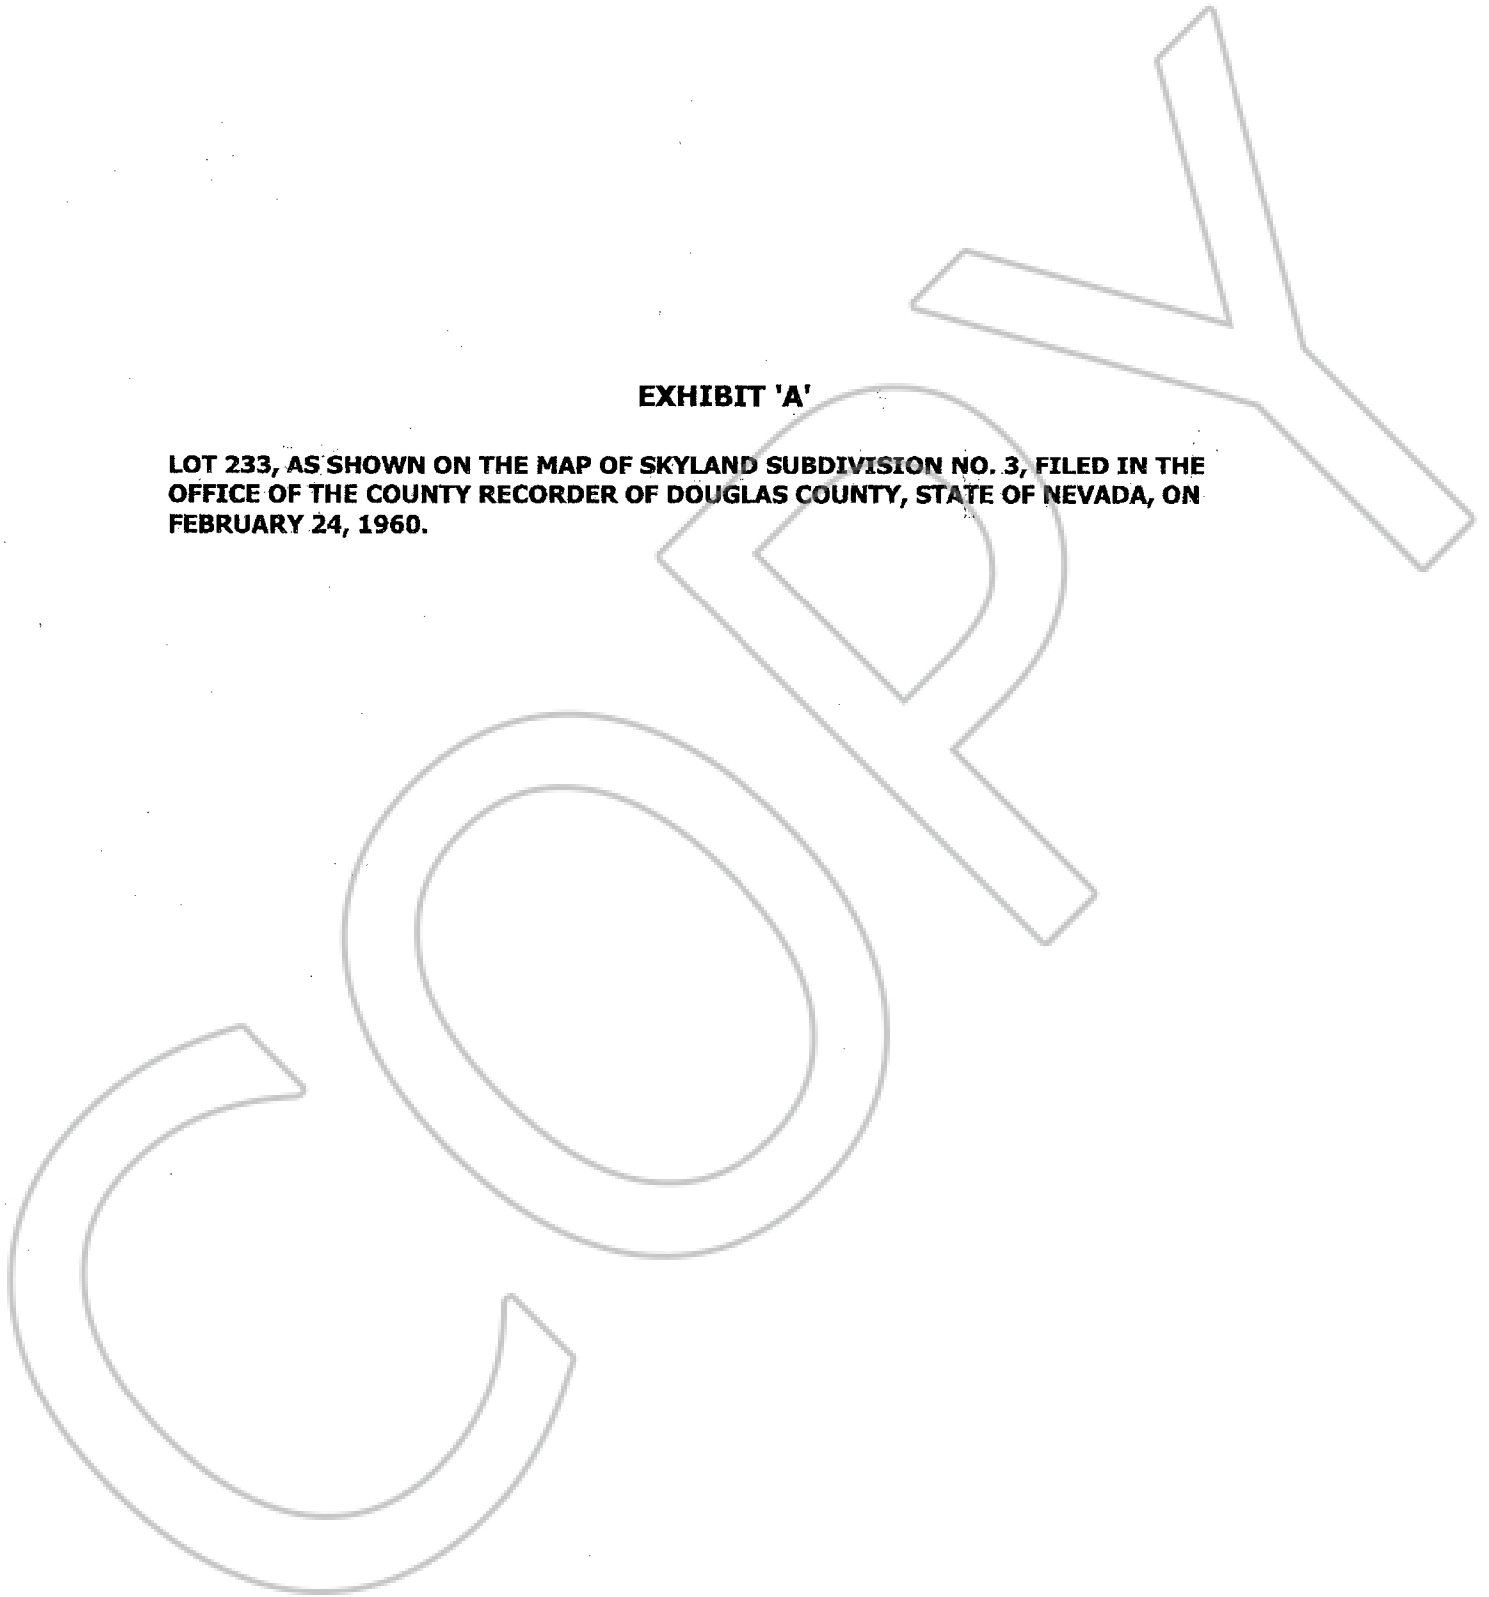 EXHIBIT 'A'
LOT 233, AS SHOWN ON THE MAP OF SKYLAND SUBDIVISION NO. 3, FILED IN THE
OFFICE OF THE COUNTY RECORDER OF DOUGLAS COUNTY, STATE OF NEVADA, ON
FEBRUARY 24, 1960.
COPY